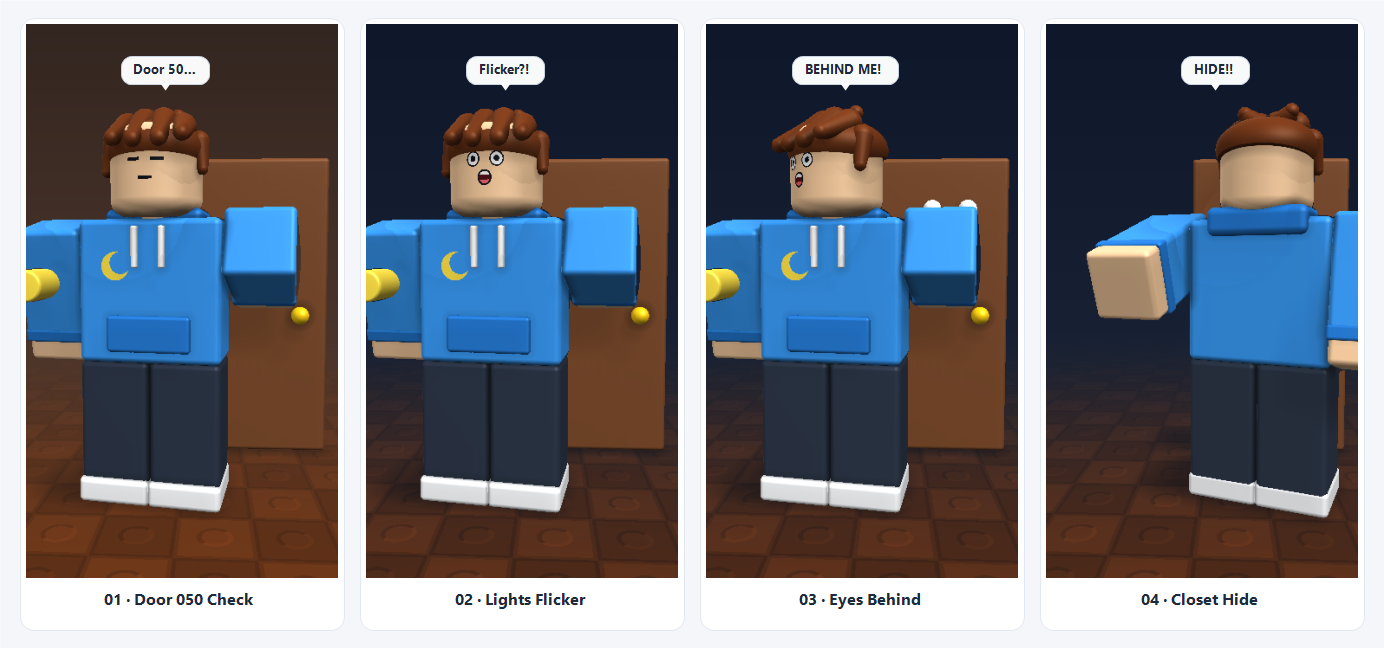 Door 50...
Flicker?!
BEHIND ME!
HIDE!!
01 · Door 050 Check
02 · Lights Flicker
03 · Eyes Behind
04 · Closet Hide